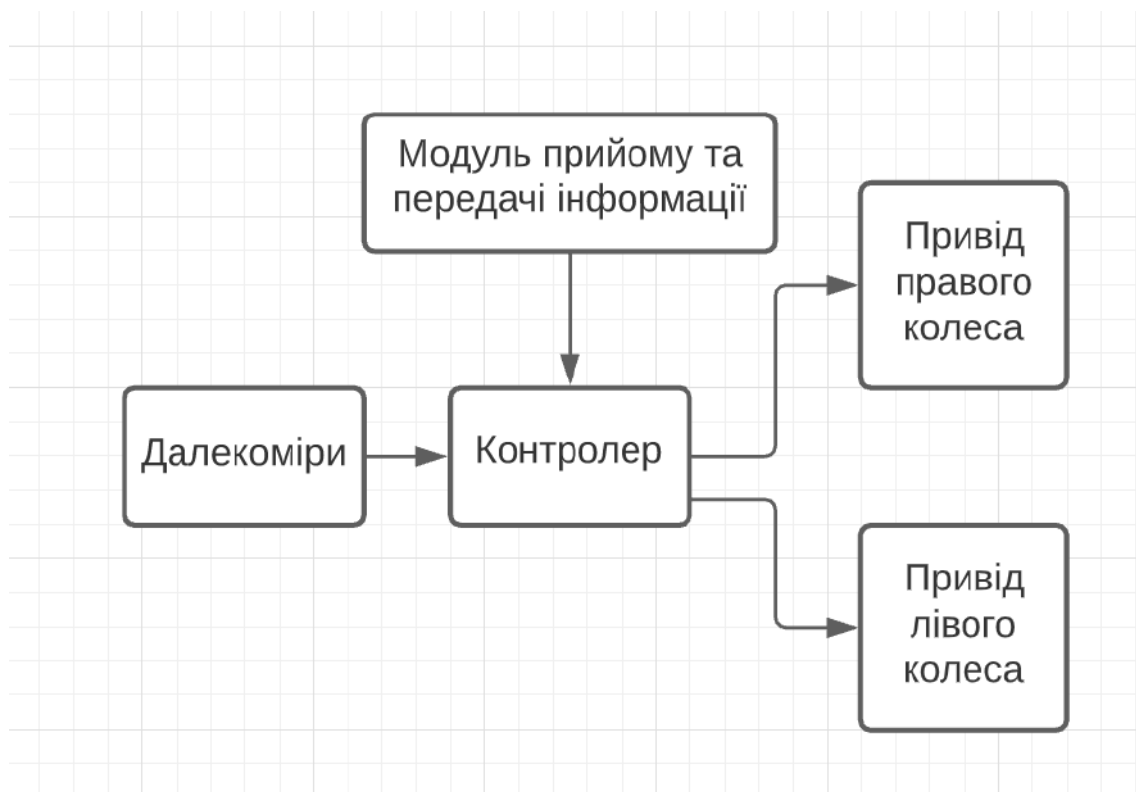 Модуль прийому та
передачі інформації
Привід
правого
колеса
Далекоміри
Контролер
Привід
лівого
колеса